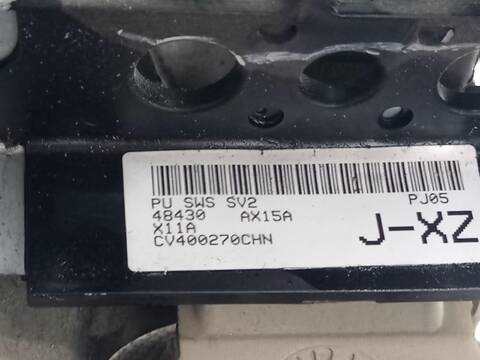 PU SWS SV2 PJ05
48430 AX15A
X11A J-XZ
CV400270CHN